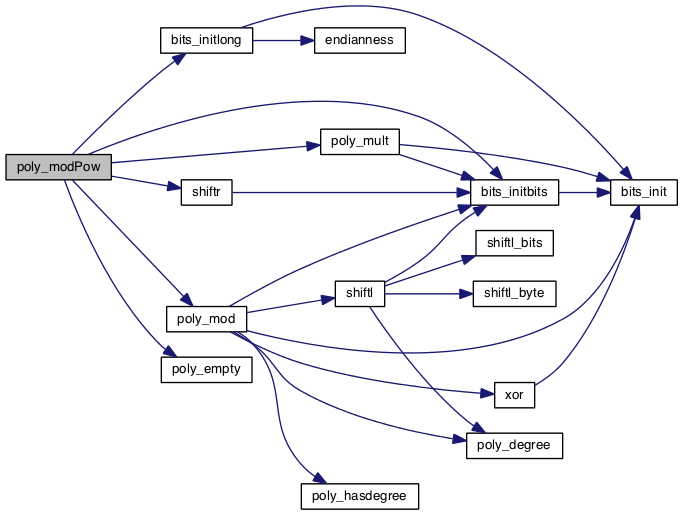 bits_initlong
endianness
poly_mult
poly_modPow
shiftr
bits_initbits
bits_init
shiftl_bits
shiftl
shiftl_byte
poly_mod
poly_empty
xor
poly_degree
poly_hasdegree